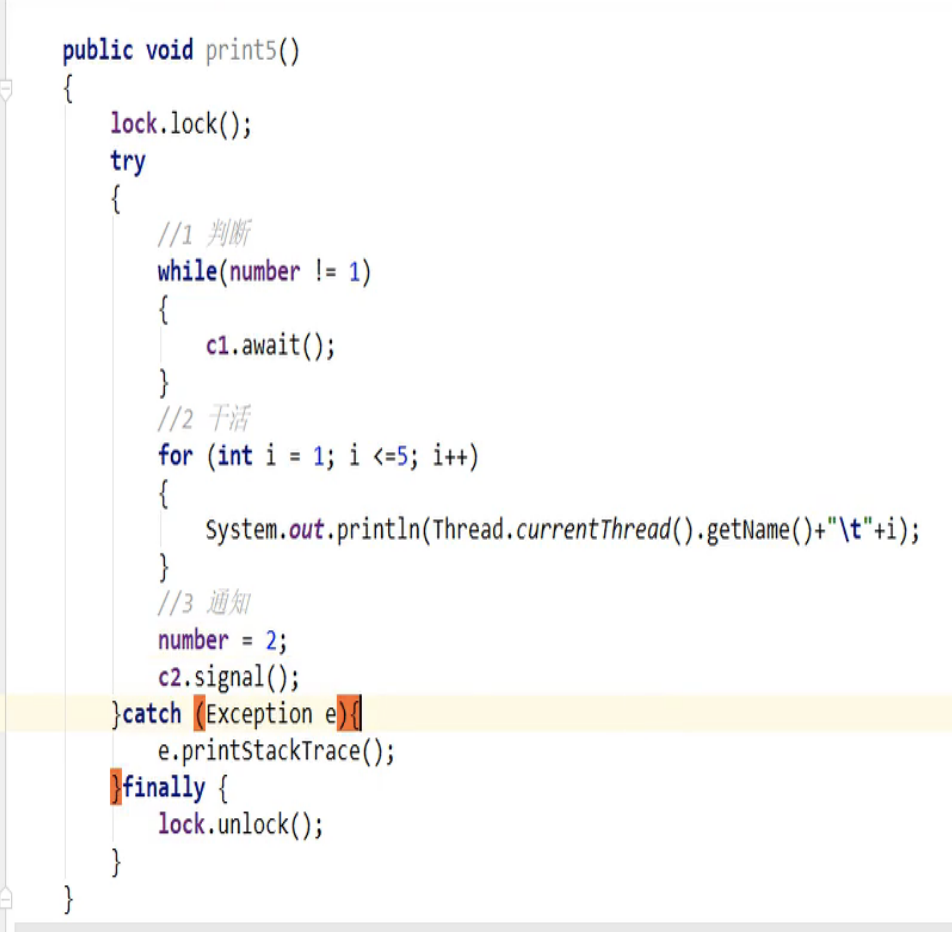 public void print5()
{
lock.lock();
try
{
//1 判断
while(number != 1)
{
c1.await();
}
//2 干活
for (int i = 1; i <=5; i++)
{
System.out.println(Thread.currentThread().getName()+"\t"+i);
}
//3 通知
number = 2;
c2.signal();
}catch (Exception e){
e.printStackTrace();
}finally {
lock.unlock();
}
}